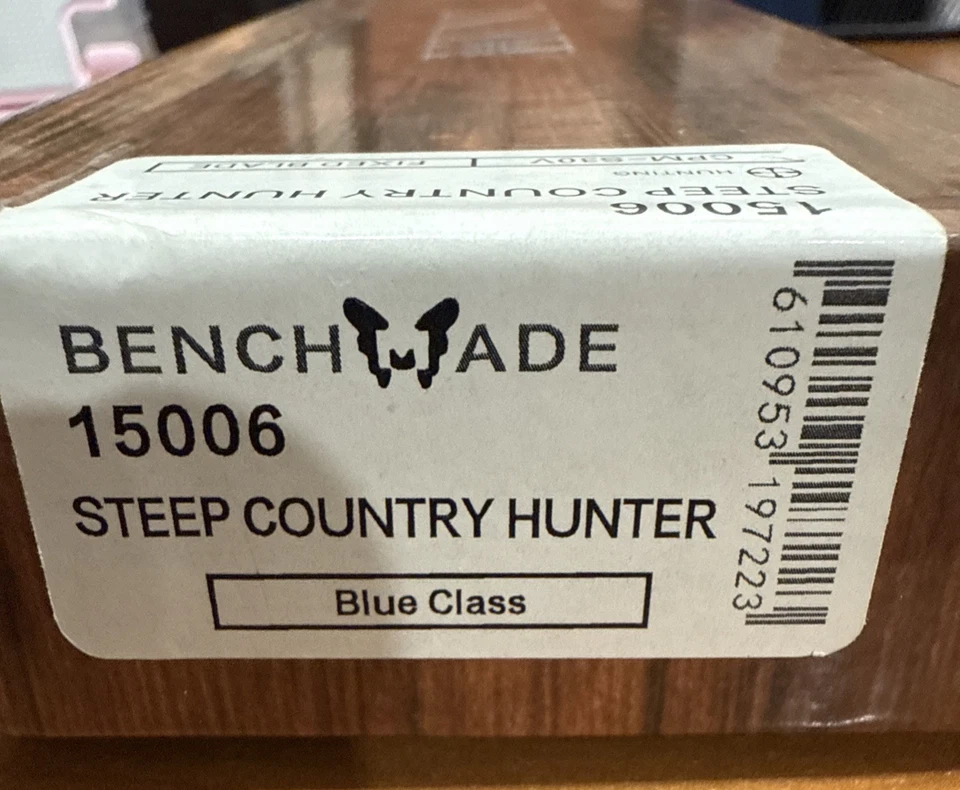 FIXED BLADE CPM-S30V
HUNTING
STEEP COUNTRY HUNTER
15006
BENCHMADE
15006
STEEP COUNTRY HUNTER
Blue Class
610953 197223